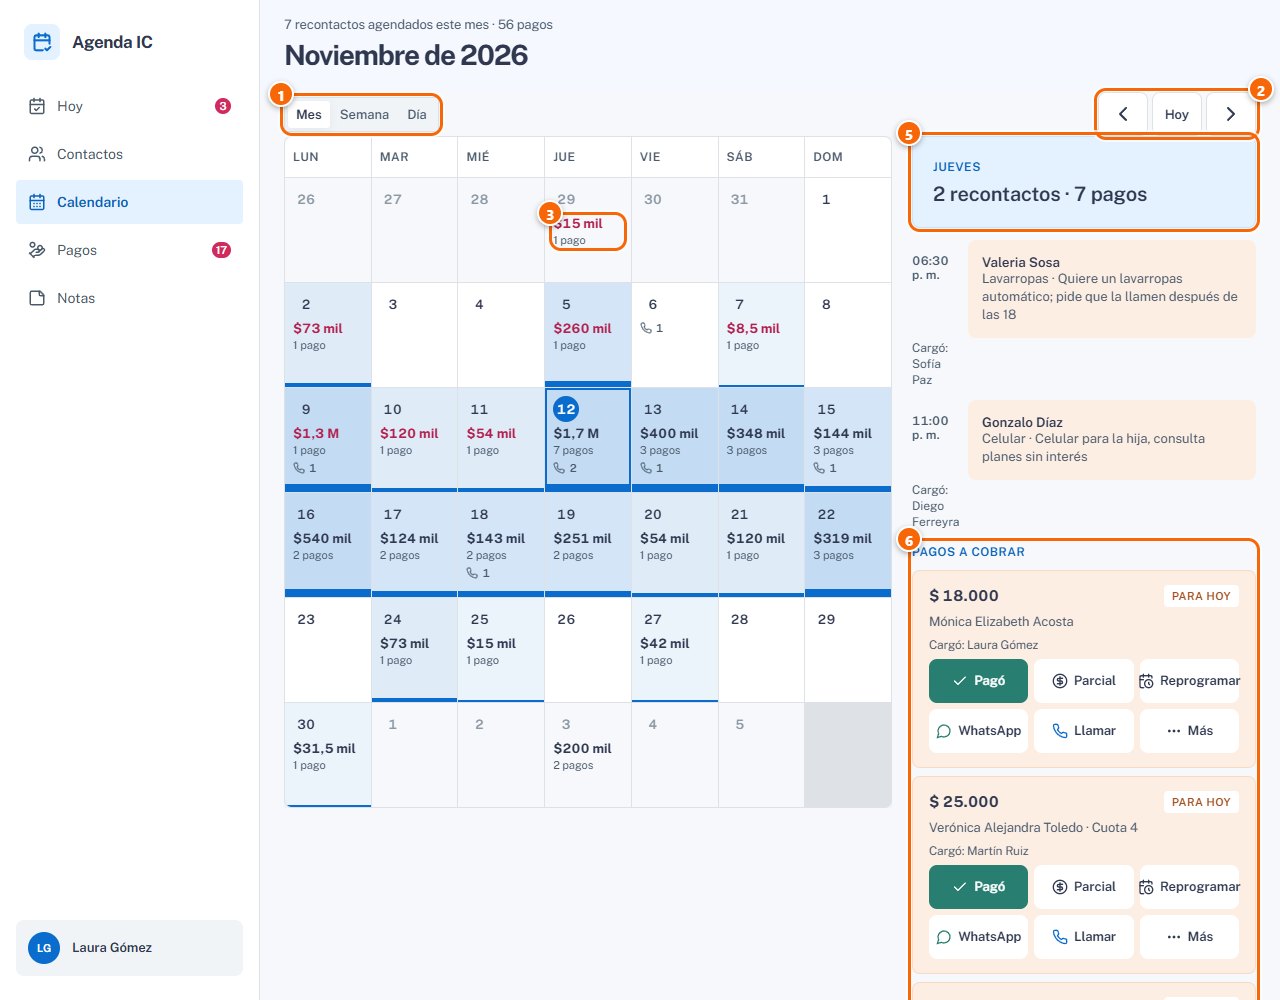 Agenda IC
Hoy 3
Contactos
Calendario
Pagos 17
Notas
LG Laura Gómez
7 recontactos agendados este mes · 56 pagos
Noviembre de 2026
1
Mes Semana Día
2
Hoy
LUN MAR MIÉ JUE VIE SÁB DOM
26 27 28 29 30 31 1
3
$15 mil
1 pago
2 3 4 5 6 7 8
$73 mil $260 mil 1 $8,5 mil
1 pago 1 pago 1 pago
9 10 11 12 13 14 15
$1,3 M $120 mil $54 mil $1,7 M $400 mil $348 mil $144 mil
1 pago 1 pago 1 pago 7 pagos 3 pagos 3 pagos 3 pagos
1 2 1 1
16 17 18 19 20 21 22
$540 mil $124 mil $143 mil $251 mil $54 mil $120 mil $319 mil
2 pagos 2 pagos 2 pagos 2 pagos 1 pago 1 pago 3 pagos
1
23 24 25 26 27 28 29
$73 mil $15 mil $42 mil
1 pago 1 pago 1 pago
30 1 2 3 4 5
$31,5 mil $200 mil
1 pago 2 pagos
5
JUEVES
2 recontactos · 7 pagos
06:30
p. m.
Valeria Sosa
Lavarropas · Quiere un lavarropas
automático; pide que la llamen después de
las 18
Cargó:
Sofía
Paz
11:00
p. m.
Gonzalo Díaz
Celular · Celular para la hija, consulta
planes sin interés
Cargó:
Diego
Ferreyra
6
PAGOS A COBRAR
$ 18.000 PARA HOY
Mónica Elizabeth Acosta
Cargó: Laura Gómez
Pagó Parcial Reprogramar
WhatsApp Llamar Más
$ 25.000 PARA HOY
Verónica Alejandra Toledo · Cuota 4
Cargó: Martín Ruiz
Pagó Parcial Reprogramar
WhatsApp Llamar Más